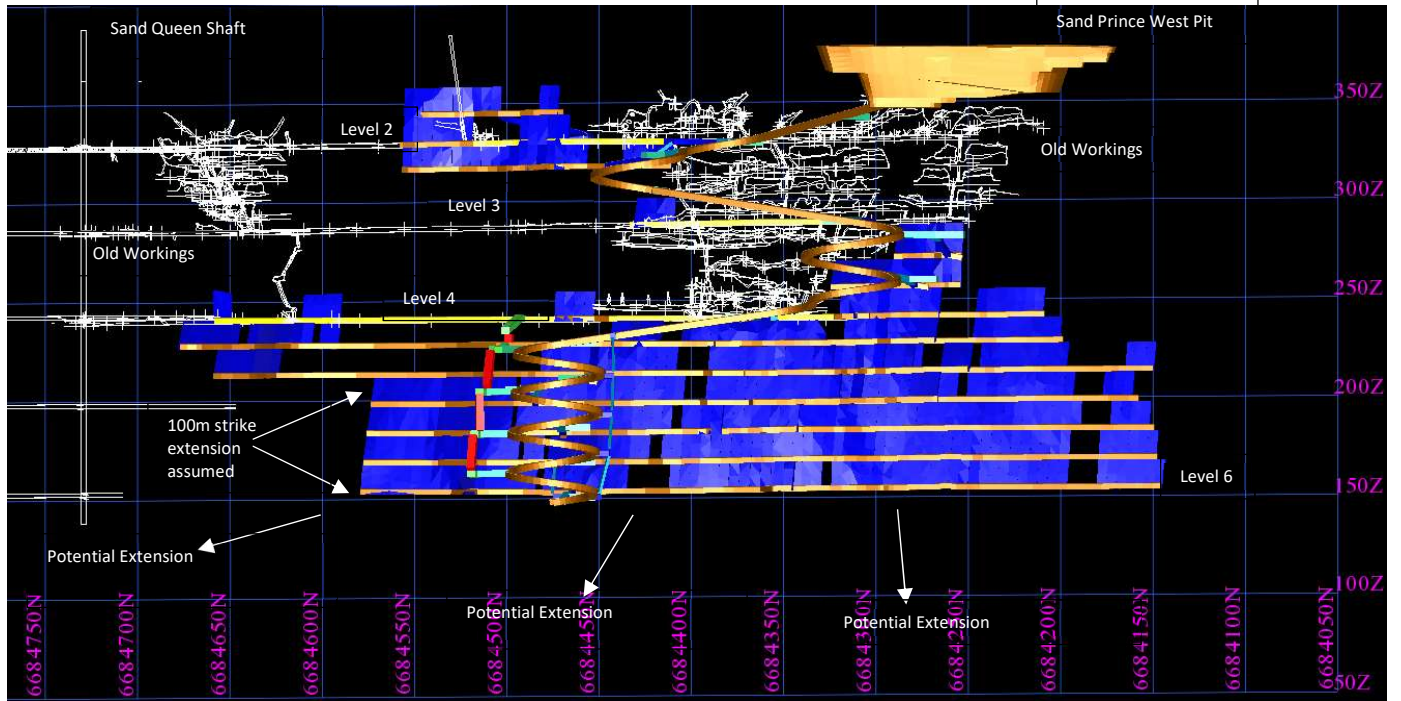 Sand Queen Shaft
Sand Prince West Pit
350Z
Level 2
Old Workings
300Z
Level 3
Old Workings
250Z
Level 4
200Z
100m strike
extension
assumed
Level 6
150Z
Potential Extension
100Z
Potential Extension
Potential Extension
6684750N
6684700N
6684650N
6684600N
6684550N
6684500N
6684450N
6684400N
6684350N
6684300N
6684250N
6684200N
6684150N
6684100N
6684050N
50Z